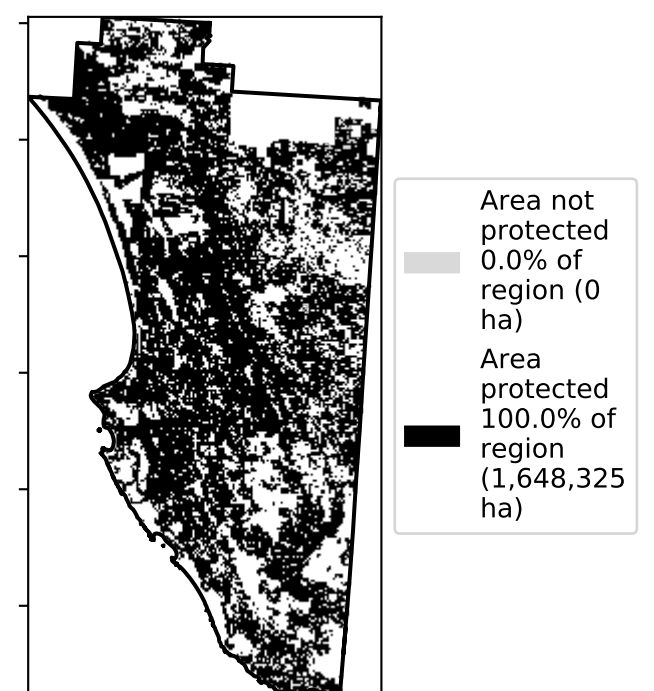 Area not
protected
0.0% of
region (0
ha)
Area
protected
100.0% of
region
(1,648,325
ha)